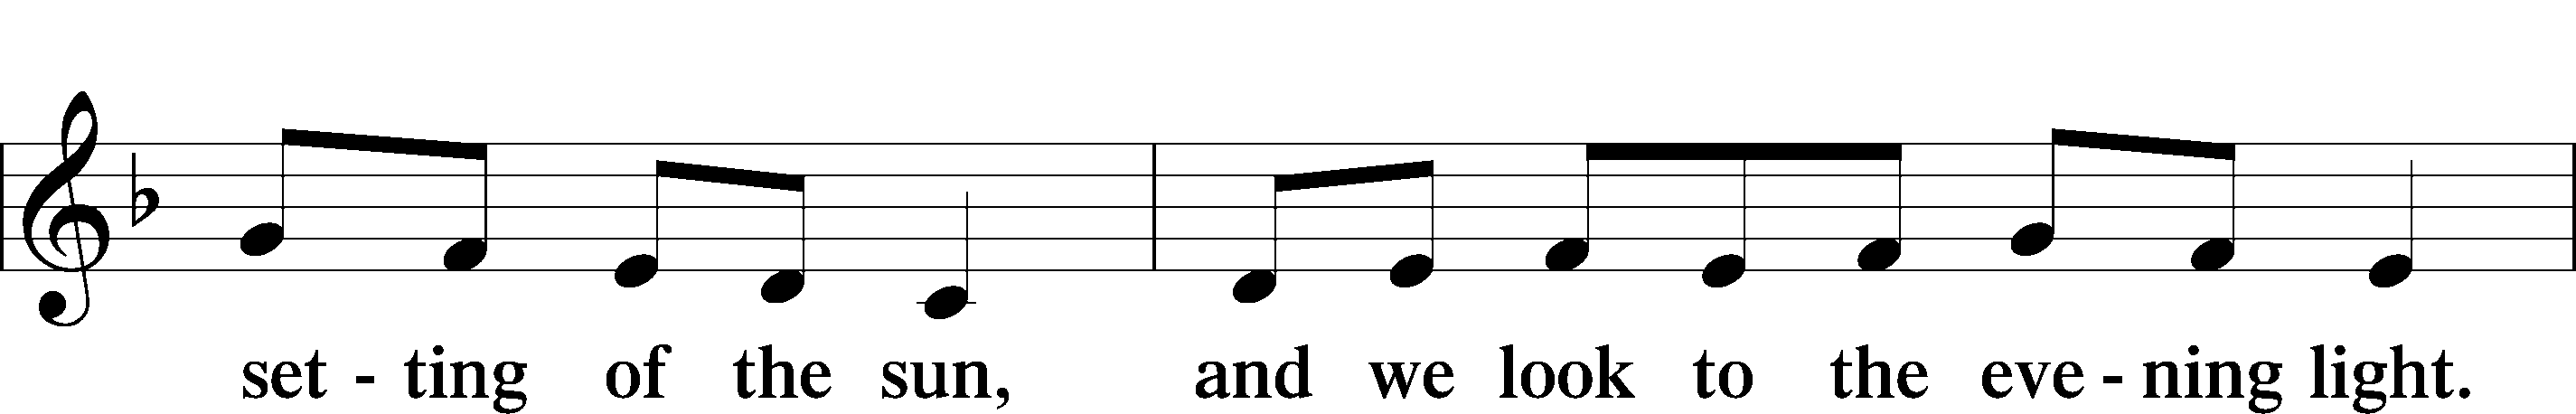 set - ting of the sun, and we look to the eve - ning light.